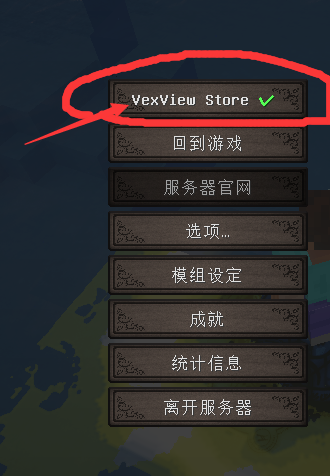 VexView Store ✓
回到游戏
服务器官网
选项...
模组设定
成就
统计信息
离开服务器